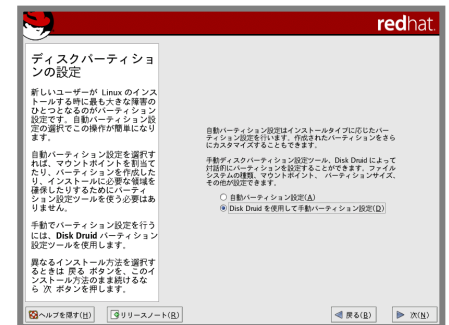 redhat.
ディスクパーティショ
ンの設定
新しいユーザーが Linux のインス
トールする時に最も大きな障害の
ひとつとなるのがパーティション
設定です。自動パーティション設
定の選択でこの操作が簡単になり
ます。
自動パーティション設定を選択す
れば、マウントポイントを割当て
たり、パーティションを作成した
り、インストールに必要な領域を
確保したりするためにパーティ
ション設定ツールを使う必要はあ
りません。
手動でパーティション設定を行う
には、Disk Druid パーティション
設定ツールを使用します。
異なるインストール方法を選択す
るときは 戻る ボタンを、このイ
ンストール方法のまま続けるな
ら 次 ボタンを押します。
自動パーティション設定はインストールタイプに応じたパー
ティション設定を行います。作成されたパーティションをさら
にカスタマイズすることもできます。
手動ディスクパーティション設定ツール、Disk Druid によって
対話的にパーティションを設定することができます。ファイル
システムの種類、マウントポイント、 パーティションサイズ、
その他が設定できます。
自動パーティション設定(A)
Disk Druid を使用して手動パーティション設定(D)
ヘルプを隠す(H)
リリースノート(R)
戻る(B)
次(N)